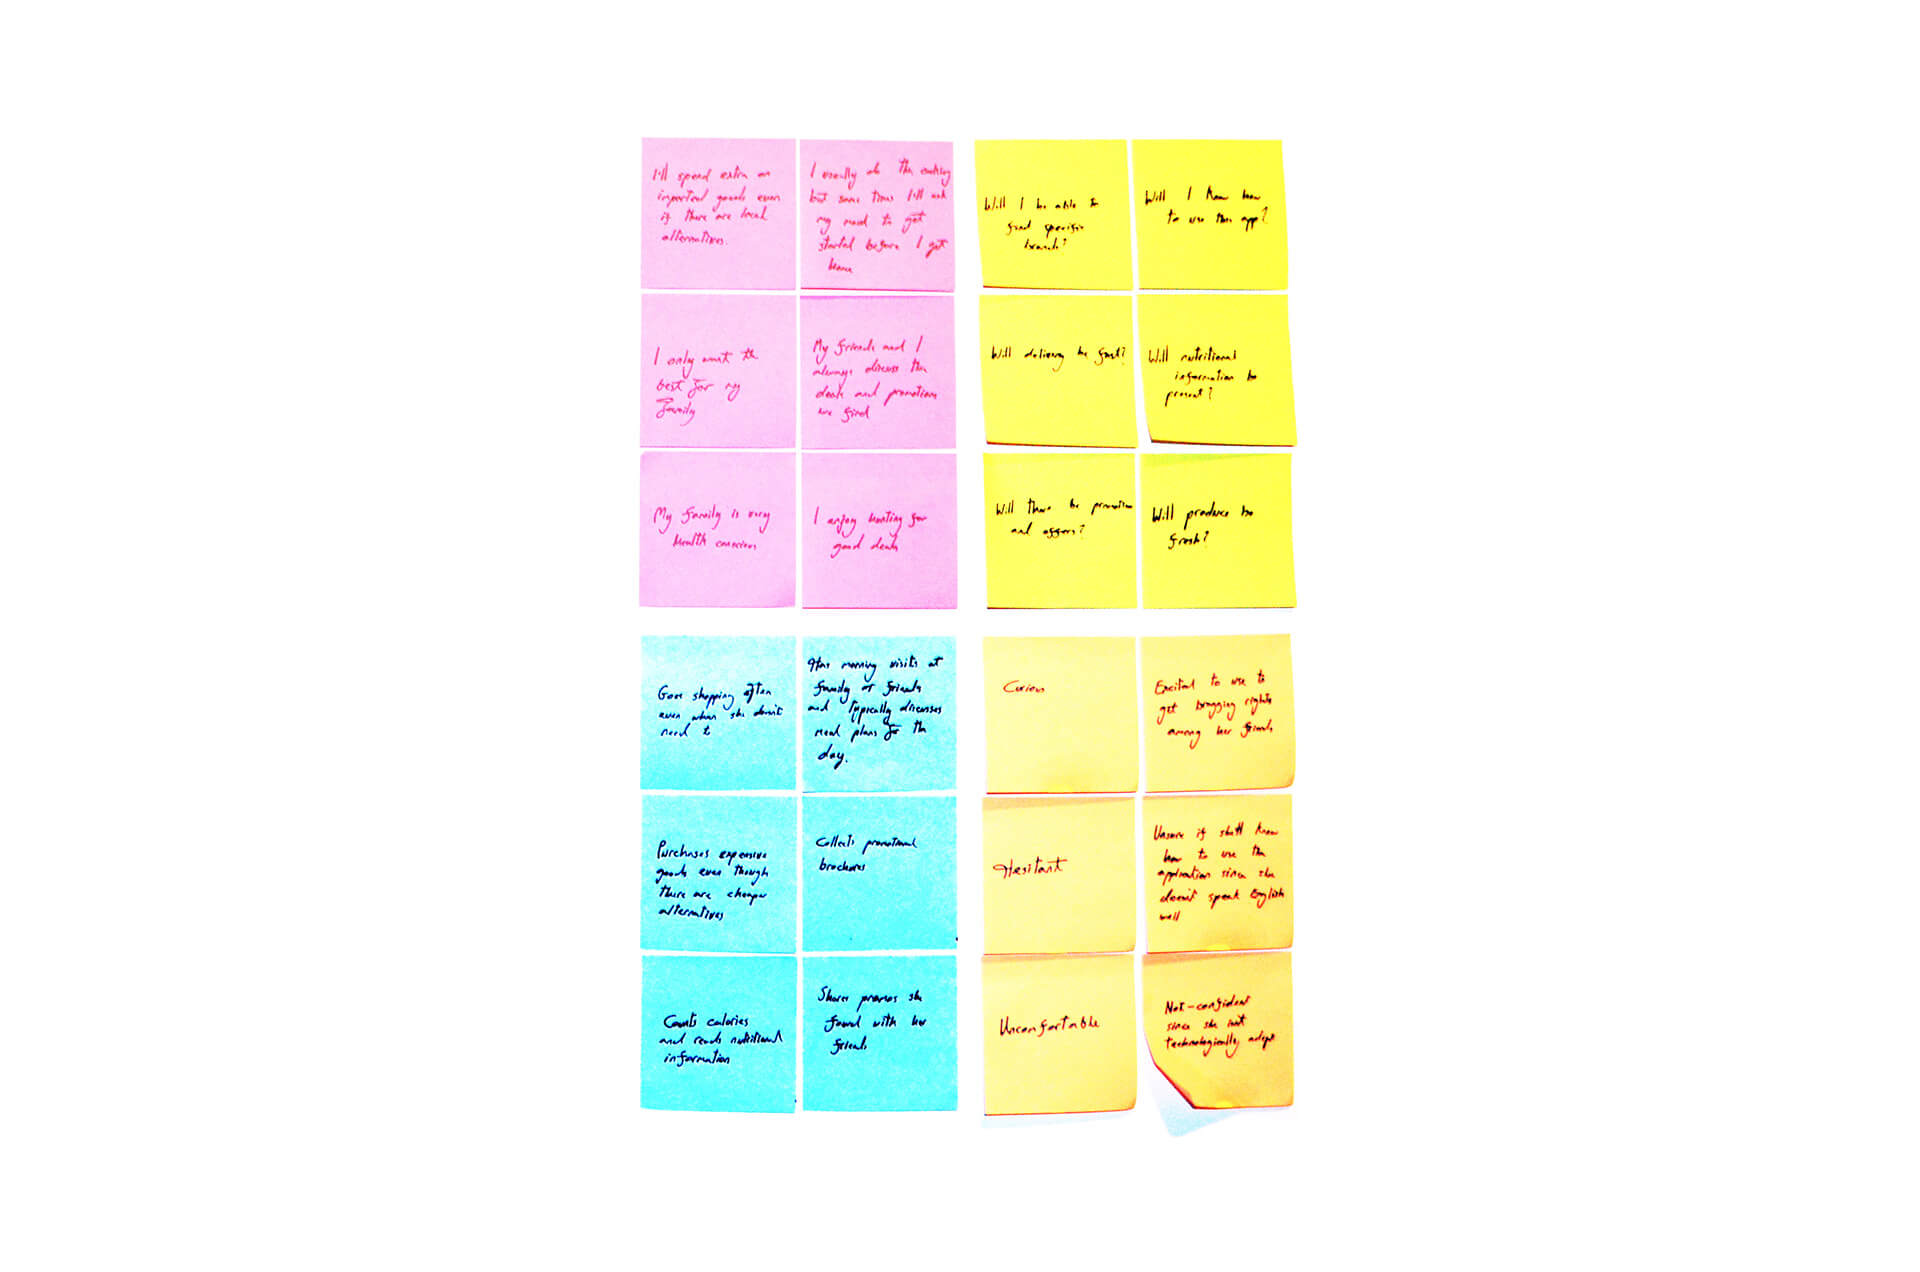 I'll spend extra on
imported goods even
if there are local
alternatives.
I usually do the cooking
but some times I'll ask
my maid to get
started before I get
home
I only want the
best for my
family
My friends and I
always discuss the
deals and promotions
we find
My family is very
health conscious
I enjoy hunting for
good deals
Will I be able to
find specific
brands?
Will I know how
to use this app?
Will delivery be fast?
Will nutritional
information be
present?
Will there be promotions
and offers?
Will produce be
fresh?
Goes shopping often
even when she doesn't
need to
Has morning visits at
family or friends
and typically discusses
meal plans for the
day.
Purchases expensive
goods even though
there are cheaper
alternatives
Collects promotional
brochures
Counts calories
and reads nutritional
information
Shares promos she
found with her
friends
Curious
Excited to use to
get bragging rights
among her friends
Hesitant
Unsure if she'll know
how to use the
application since she
doesn't speak English
well
Uncomfortable
Not-confident
since she isn't
technologically adept